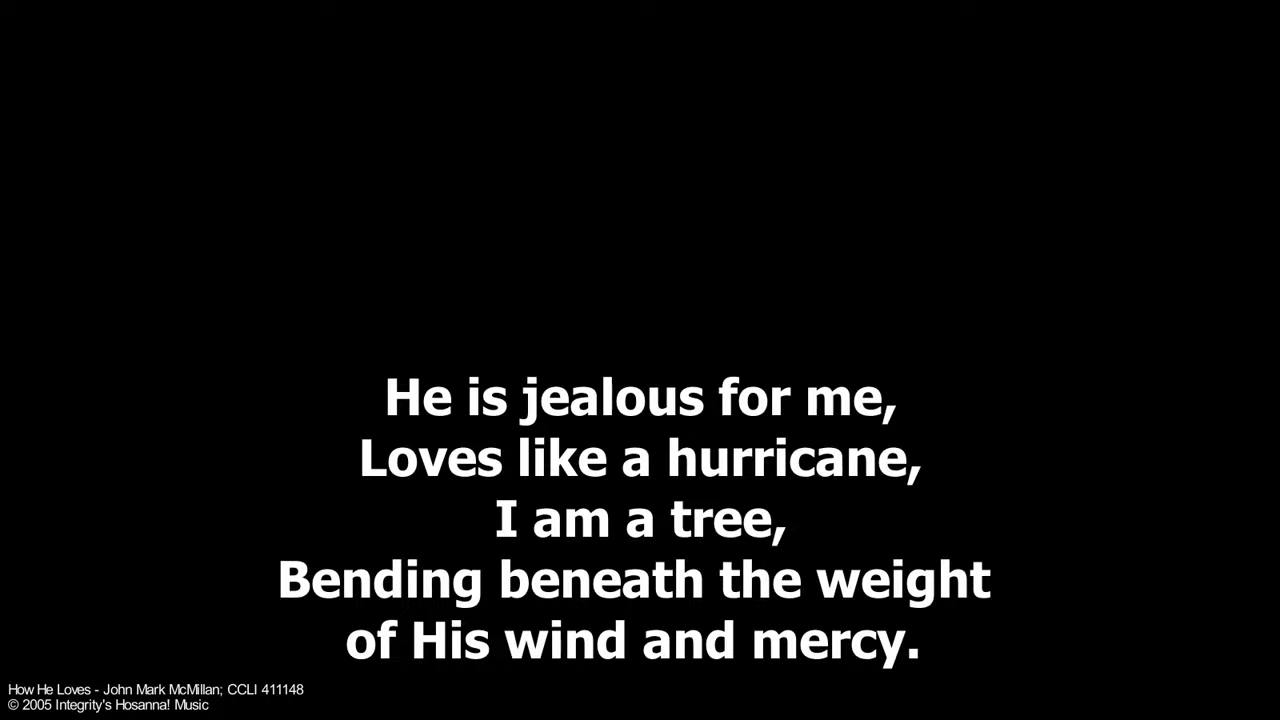 He is jealous for me,
Loves like a hurricane,
I am a tree,
Bending beneath the weight
of His wind and mercy.
How He Loves - John Mark McMillan; CCLI 411148
© 2005 Integrity's Hosanna! Music